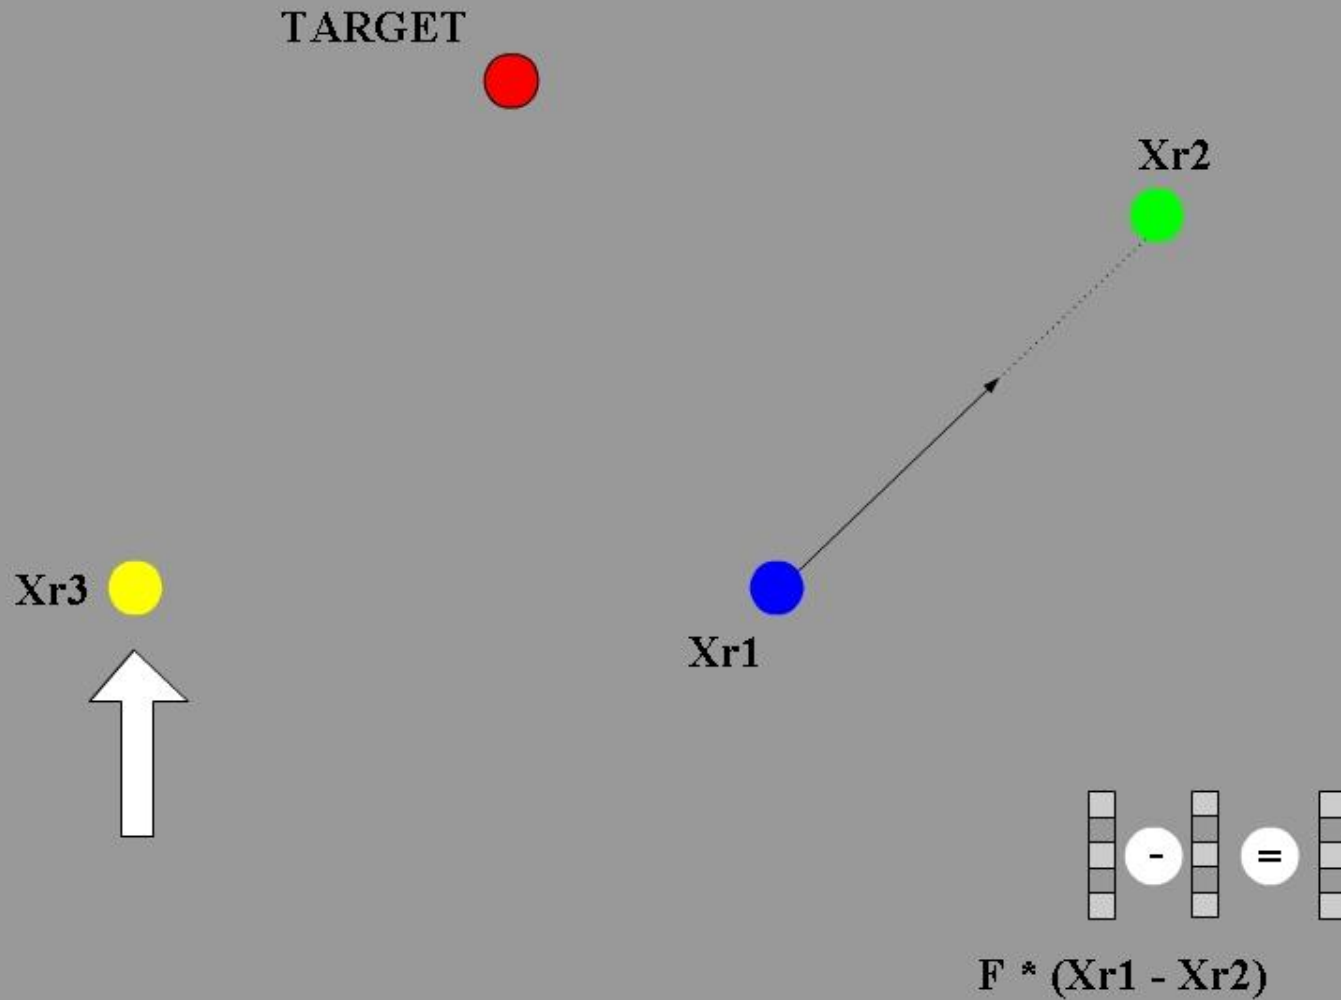 TARGET
Xr2
Xr3
Xr1
- =
F * (Xr1 - Xr2)